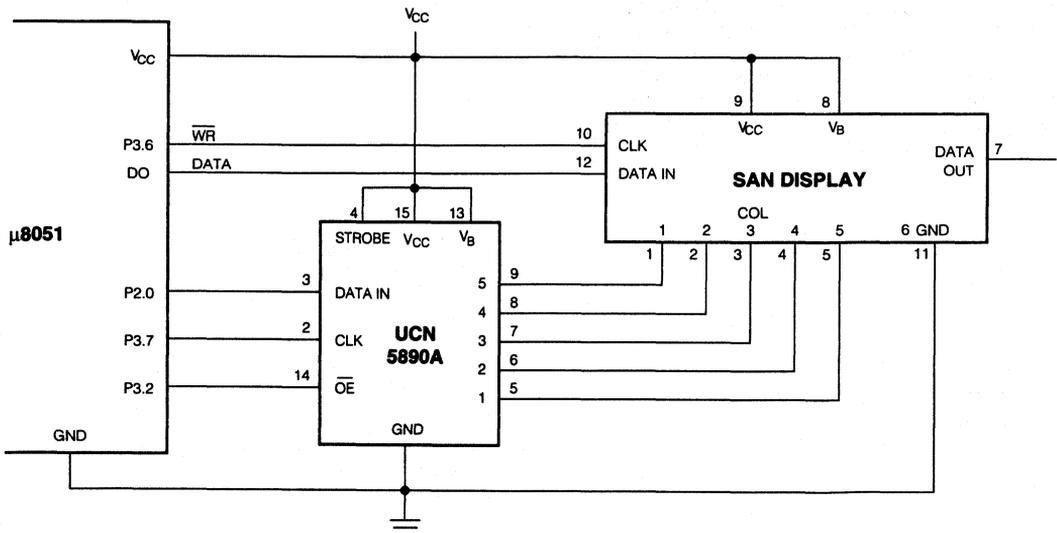 VCC
VCC
9 8
VCC VB
P3.6 WR 10 CLK
DO DATA 12 DATA IN
SAN DISPLAY
DATA OUT 7
µ8051
4 15 13
STROBE VCC VB
COL
1 2 3 4 5 6 GND
1 2 3 4 5 11
P2.0 3 DATA IN
P3.7 2 CLK
P3.2 14 OE
UCN
5890A
5 9
4 8
3 7
2 6
1 5
GND
GND